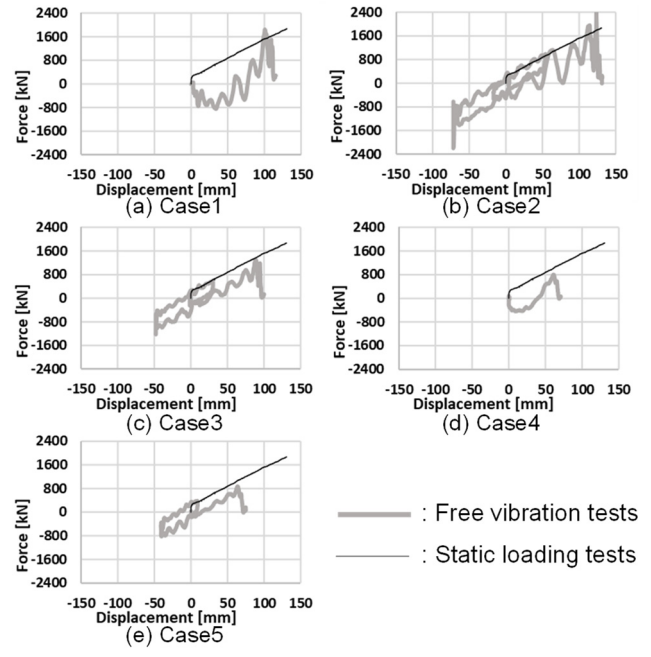 Force [kN]
2400
1600
800
0
-800
-1600
-2400
-150 -100 -50 0 50 100 150
Displacement [mm]
(a) Case1
Force [kN]
2400
1600
800
0
-800
-1600
-2400
-150 -100 -50 0 50 100 150
Displacement [mm]
(b) Case2
Force [kN]
2400
1600
800
0
-800
-1600
-2400
-150 -100 -50 0 50 100 150
Displacement [mm]
(c) Case3
Force [kN]
2400
1600
800
0
-800
-1600
-2400
-150 -100 -50 0 50 100 150
Displacement [mm]
(d) Case4
Force [kN]
2400
1600
800
0
-800
-1600
-2400
-150 -100 -50 0 50 100 150
Displacement [mm]
(e) Case5
: Free vibration tests
: Static loading tests